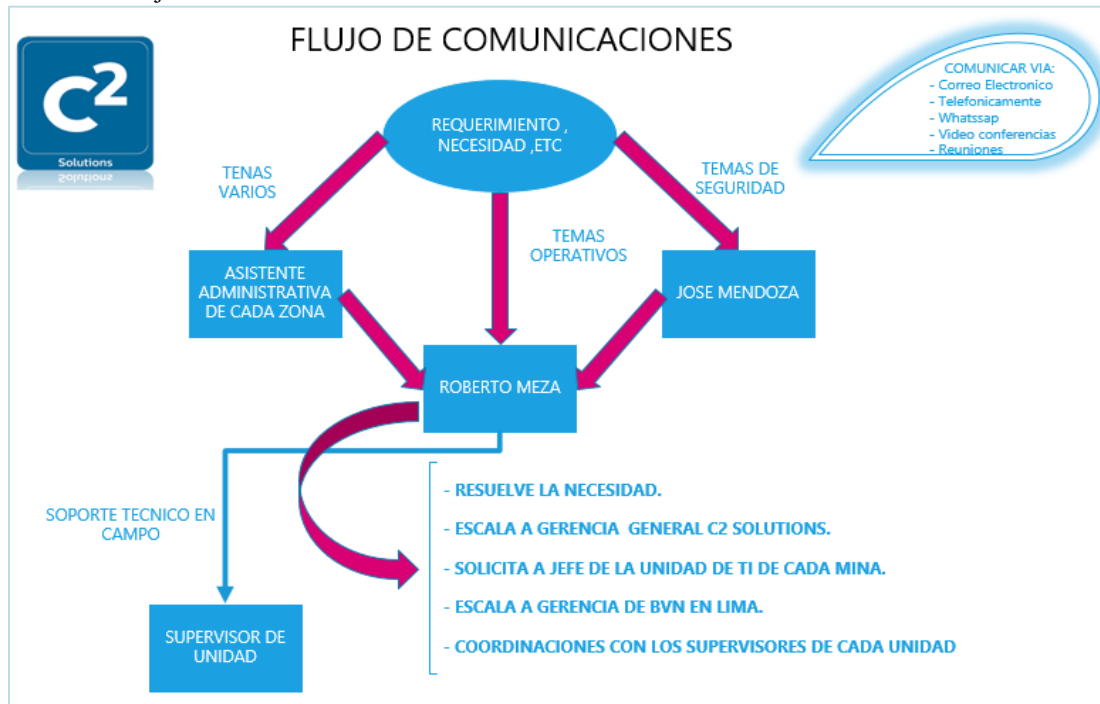 FLUJO DE COMUNICACIONES
C2
Solutions
COMUNICAR VIA:
- Correo Electronico
- Telefonicamente
- Whatssap
- Video conferencias
- Reuniones
REQUERIMIENTO ,
NECESIDAD ,ETC
TENAS
VARIOS
TEMAS DE
SEGURIDAD
TEMAS
OPERATIVOS
ASISTENTE
ADMINISTRATIVA
DE CADA ZONA
JOSE MENDOZA
ROBERTO MEZA
SOPORTE TECNICO EN
CAMPO
- RESUELVE LA NECESIDAD.
- ESCALA A GERENCIA GENERAL C2 SOLUTIONS.
- SOLICITA A JEFE DE LA UNIDAD DE TI DE CADA MINA.
- ESCALA A GERENCIA DE BVN EN LIMA.
- COORDINACIONES CON LOS SUPERVISORES DE CADA UNIDAD
SUPERVISOR DE
UNIDAD